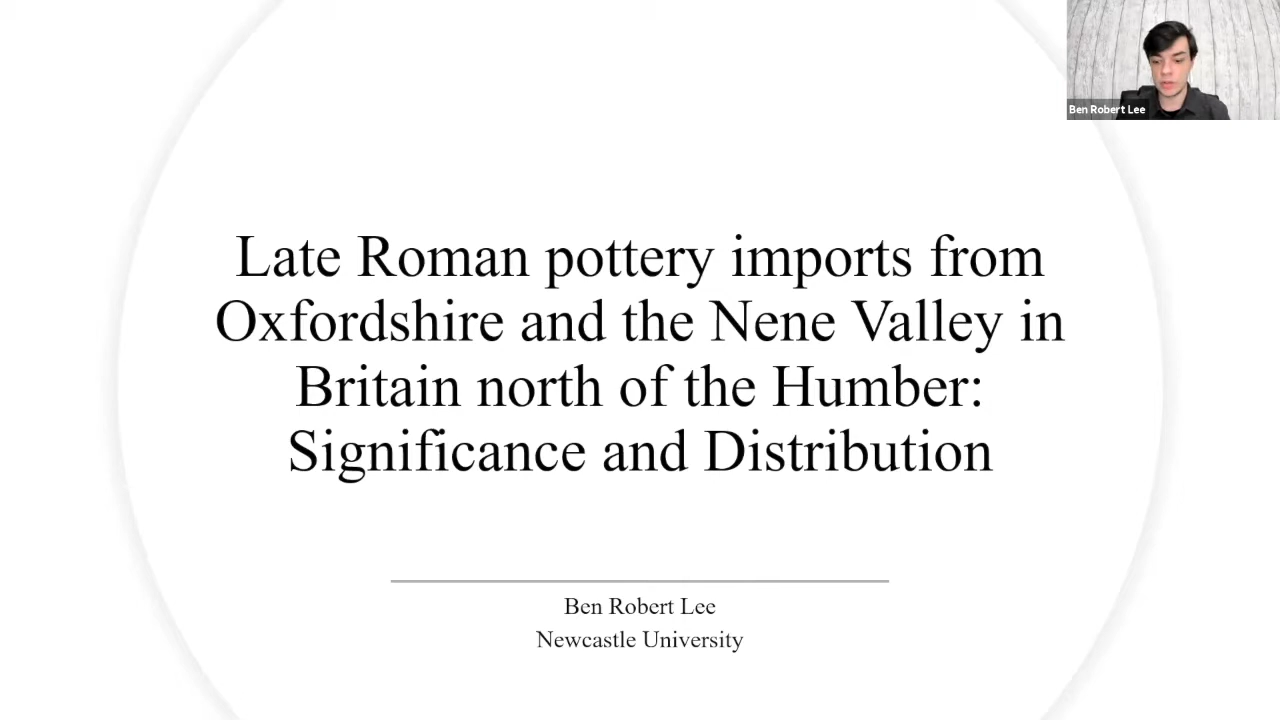 Ben Robert Lee
Late Roman pottery imports from
Oxfordshire and the Nene Valley in
Britain north of the Humber:
Significance and Distribution
Ben Robert Lee
Newcastle University